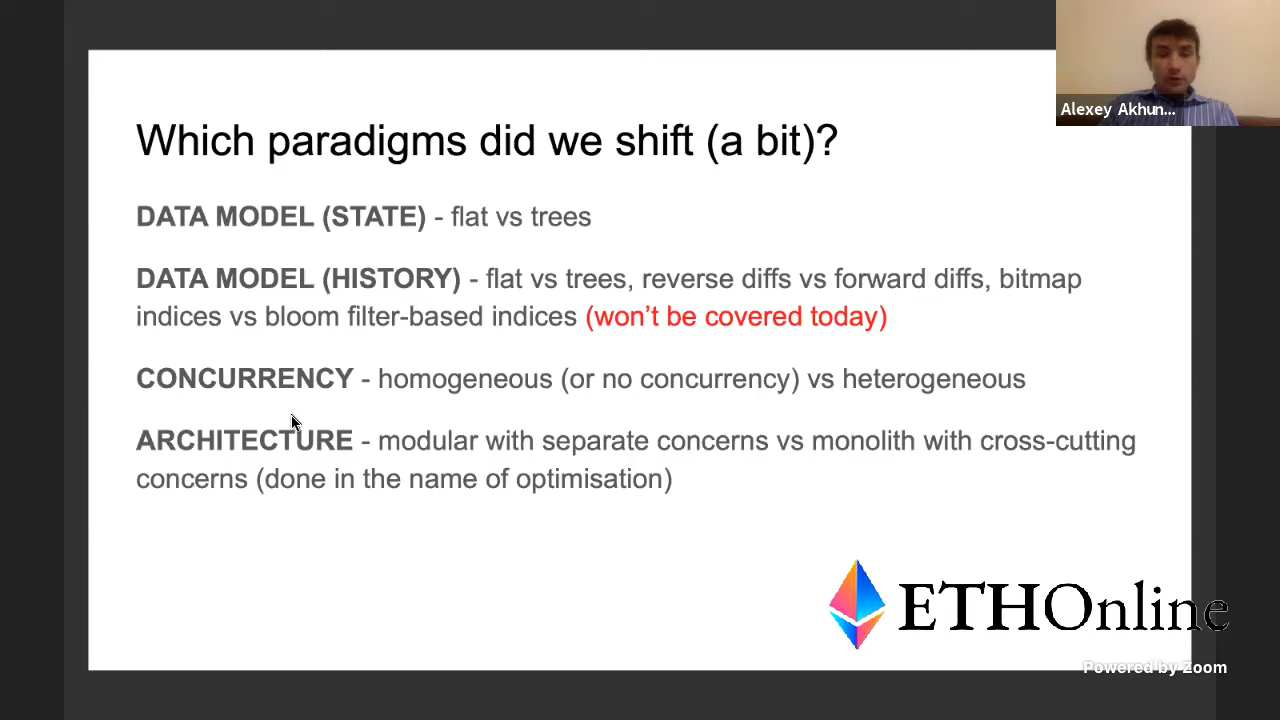 Alexey Akhun...
Which paradigms did we shift (a bit)?
DATA MODEL (STATE) - flat vs trees
DATA MODEL (HISTORY) - flat vs trees, reverse diffs vs forward diffs, bitmap
indices vs bloom filter-based indices (won’t be covered today)
CONCURRENCY - homogeneous (or no concurrency) vs heterogeneous
ARCHITECTURE - modular with separate concerns vs monolith with cross-cutting
concerns (done in the name of optimisation)
ETHOnline
Powered by Zoom